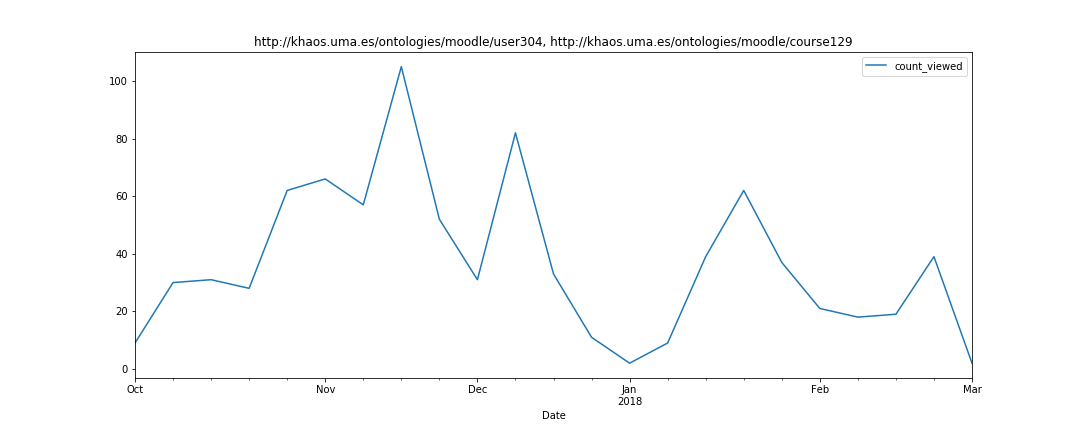 http://khaos.uma.es/ontologies/moodle/user304, http://khaos.uma.es/ontologies/moodle/course129
count_viewed
100
80
60
40
20
0
Oct Nov Dec Jan Feb Mar
2018
Date